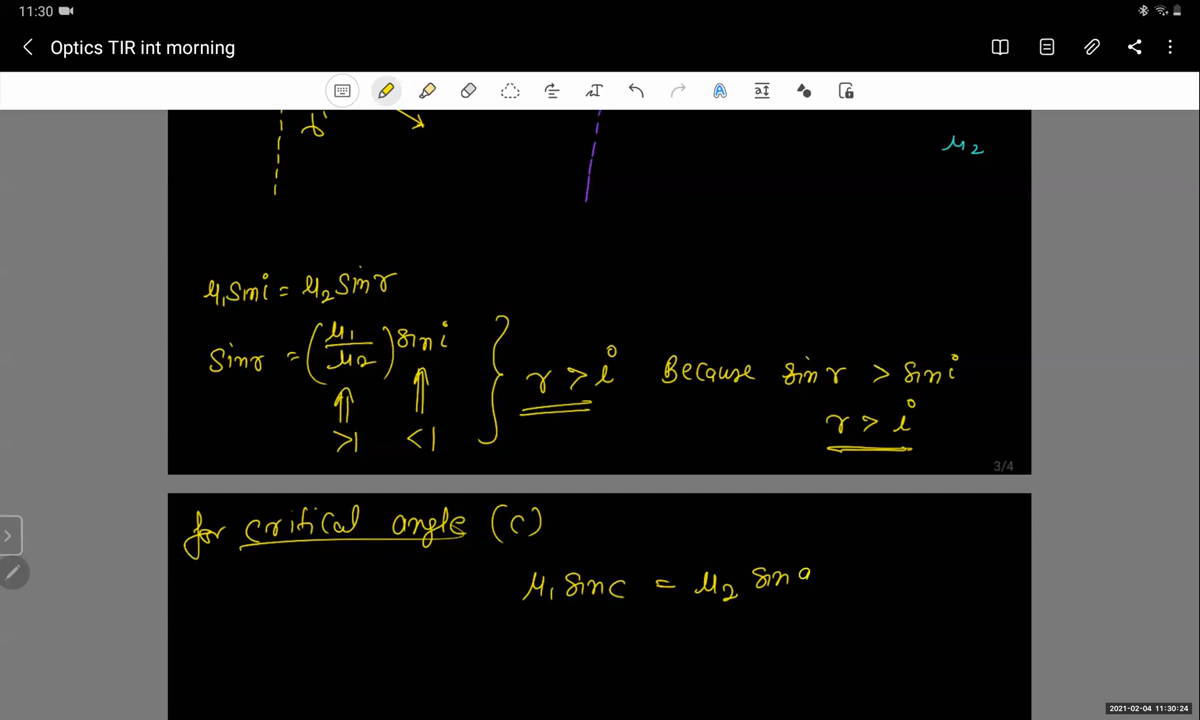 11:30
Optics TIR int morning
μ2
r
μ1 sin i = μ2 sin r
sin r = (μ1/μ2) sin i } r > i Because sin r > sin i
r > i
>1 <1
3/4
for critical angle (c)
μ1 sin c = μ2 sin 9
2021-02-04 11:30:24